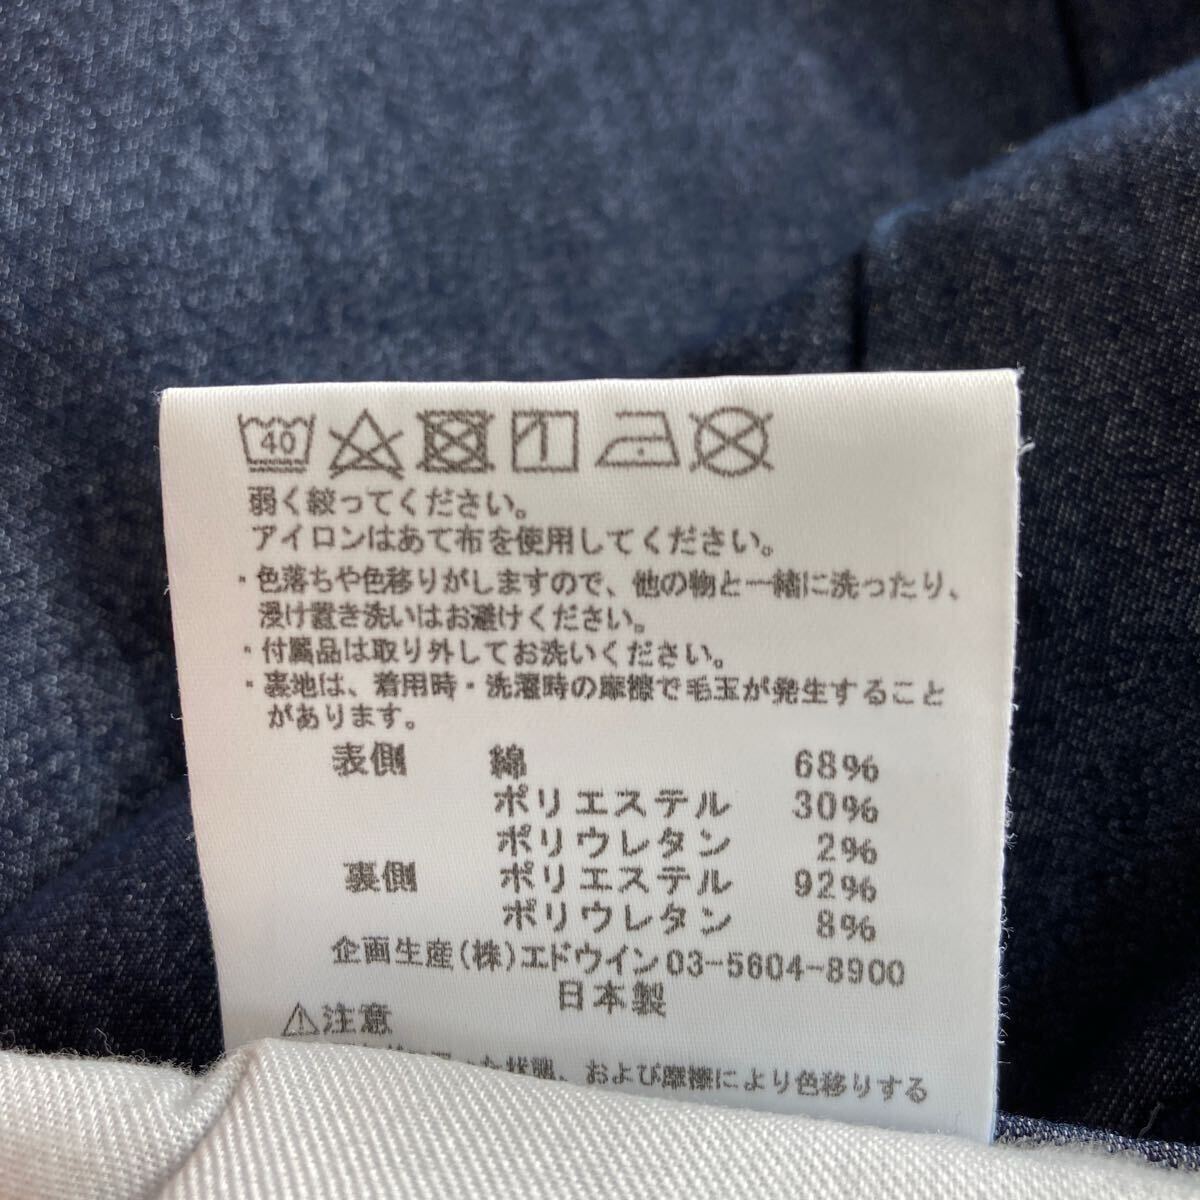 40
弱く絞ってください。
アイロンはあて布を使用してください。
・色落ちや色移りがしますので、他の物と一緒に洗ったり、
浸け置き洗いはお避けください。
・付属品は取り外してお洗いください。
・裏地は、着用時・洗濯時の摩擦で毛玉が発生すること
があります。
表側 綿 68%
ポリエステル 30%
ポリウレタン 2%
裏側 ポリエステル 92%
ポリウレタン 8%
企画生産(株)エドウイン03-5604-8900
日本製
⚠注意
った状態、および摩擦により色移りする